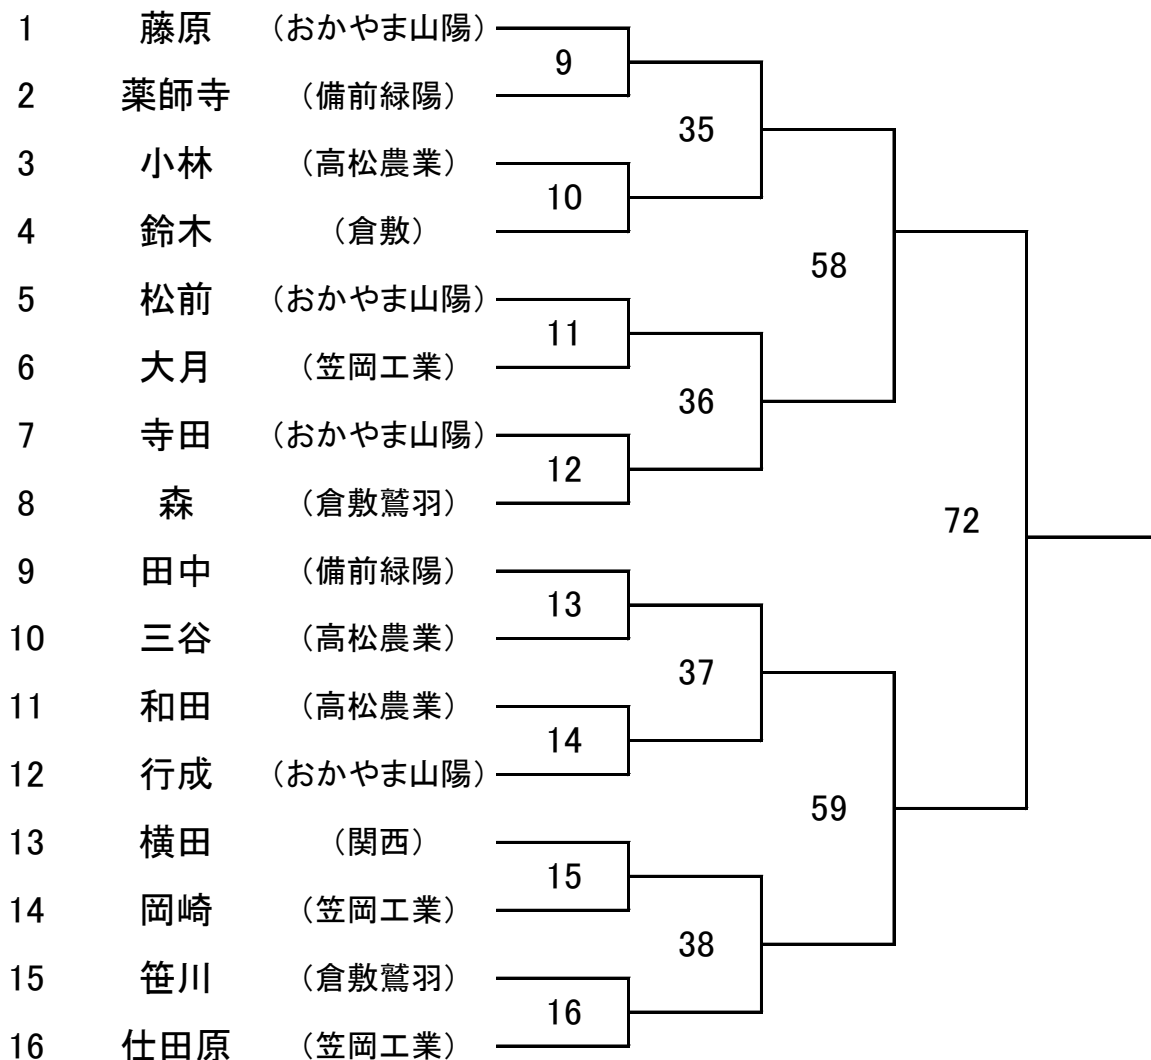 1 藤原 （おかやま山陽）
9
2 薬師寺 （備前緑陽）
35
3 小林 （高松農業）
10
4 鈴木 （倉敷）
58
5 松前 （おかやま山陽）
11
6 大月 （笠岡工業）
36
7 寺田 （おかやま山陽）
12
8 森 （倉敷鷲羽）
72
9 田中 （備前緑陽）
13
10 三谷 （高松農業）
37
11 和田 （高松農業）
14
12 行成 （おかやま山陽）
59
13 横田 （関西）
15
14 岡崎 （笠岡工業）
38
15 笹川 （倉敷鷲羽）
16
16 仕田原 （笠岡工業）